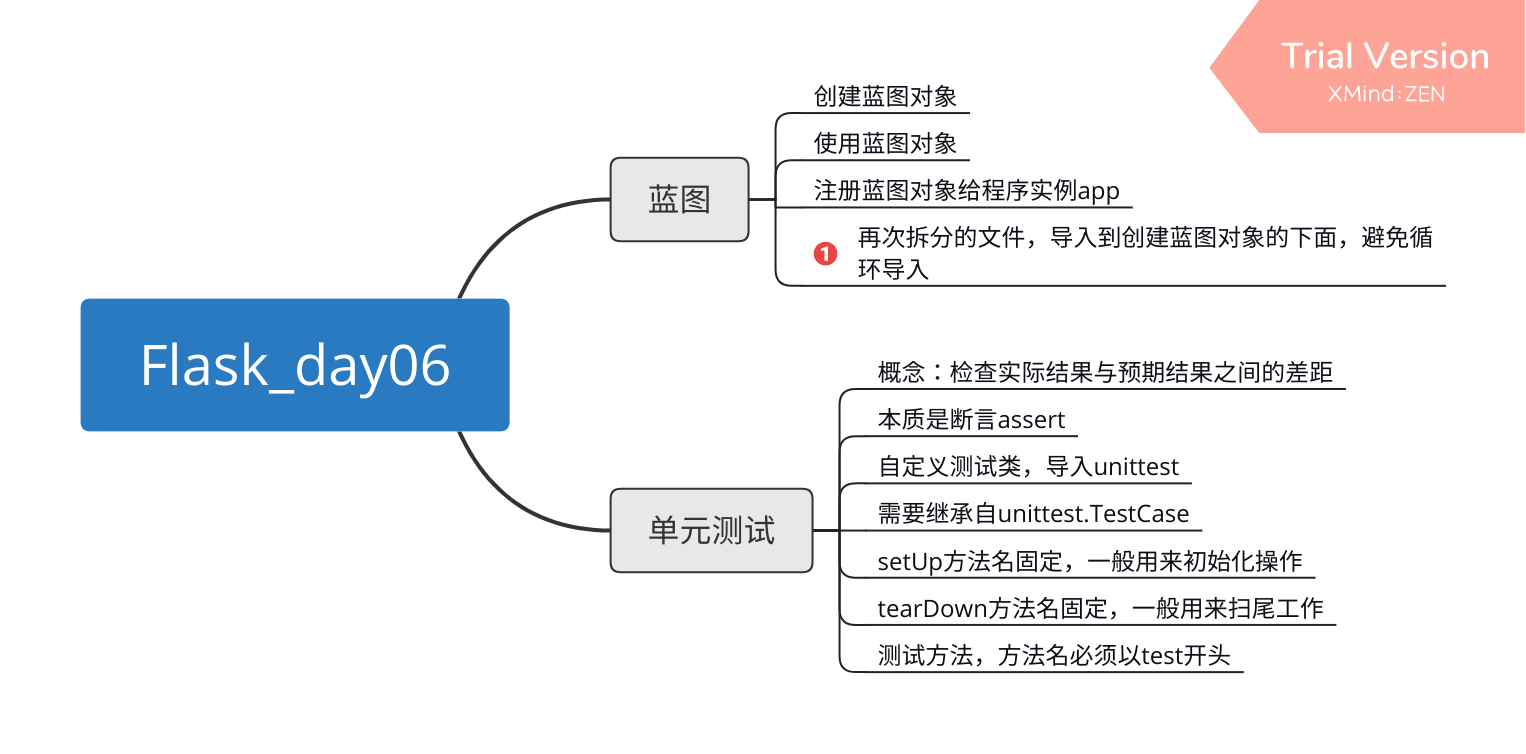 Trial Version
XMind:ZEN
创建蓝图对象
使用蓝图对象
蓝图
注册蓝图对象给程序实例app
1
再次拆分的文件，导入到创建蓝图对象的下面，避免循
环导入
Flask_day06
概念：检查实际结果与预期结果之间的差距
本质是断言assert
自定义测试类，导入unittest
需要继承自unittest.TestCase
单元测试
setUp方法名固定，一般用来初始化操作
tearDown方法名固定，一般用来扫尾工作
测试方法，方法名必须以test开头